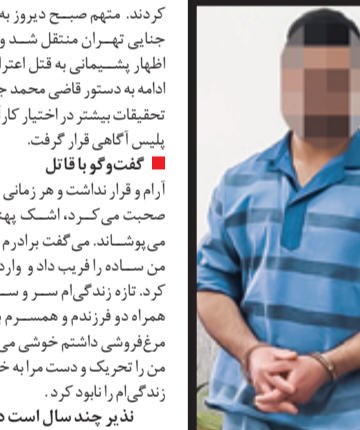 کردند. متهم صبح دیروز به
جنایی تهران منتقل شد و
اظهار پشیمانی به قتل اعترا
ادامه به دستور قاضی محمد ج
تحقیقات بیشتر در اختیار کارآ
پلیس آگاهی قرار گرفت.
گفت‌وگو با قاتل
آرام و قرار نداشت و هر زمانی
صحبت می‌کرد، اشک پهن
می‌پوشاند. می‌گفت برادرم
من ساده را فریب داد و وارد
کرد. تازه زندگی‌ام سر و س
همراه دو فرزندم و همسرم
مرغ‌فروشی داشتم خوشی می
من را تحریک و دست مرا به خ
زندگی‌ام را نابود کرد.
نذیر چند سال است د